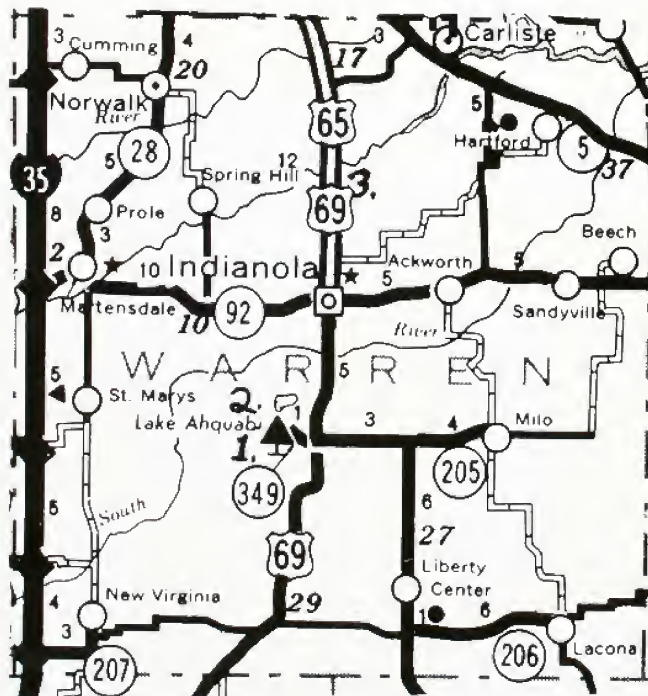 3
4
17
3
Carlisle
Cumming
20
Norwalk
River
65
5
Hartford
28
5
12
5
37
35
Spring Hill
69
3.
8
Prole
3
Beech
2
10
Indianola
5
Ackworth
5
Martensdale
10
92
River
Sandyville
WARREN
5
5
St. Marys
2.
1
Lake Ahquabi
3
4
Milo
1.
349
205
5
South
6
27
69
Liberty
Center
4
New Virginia
29
1
6
3
207
206
Lacona